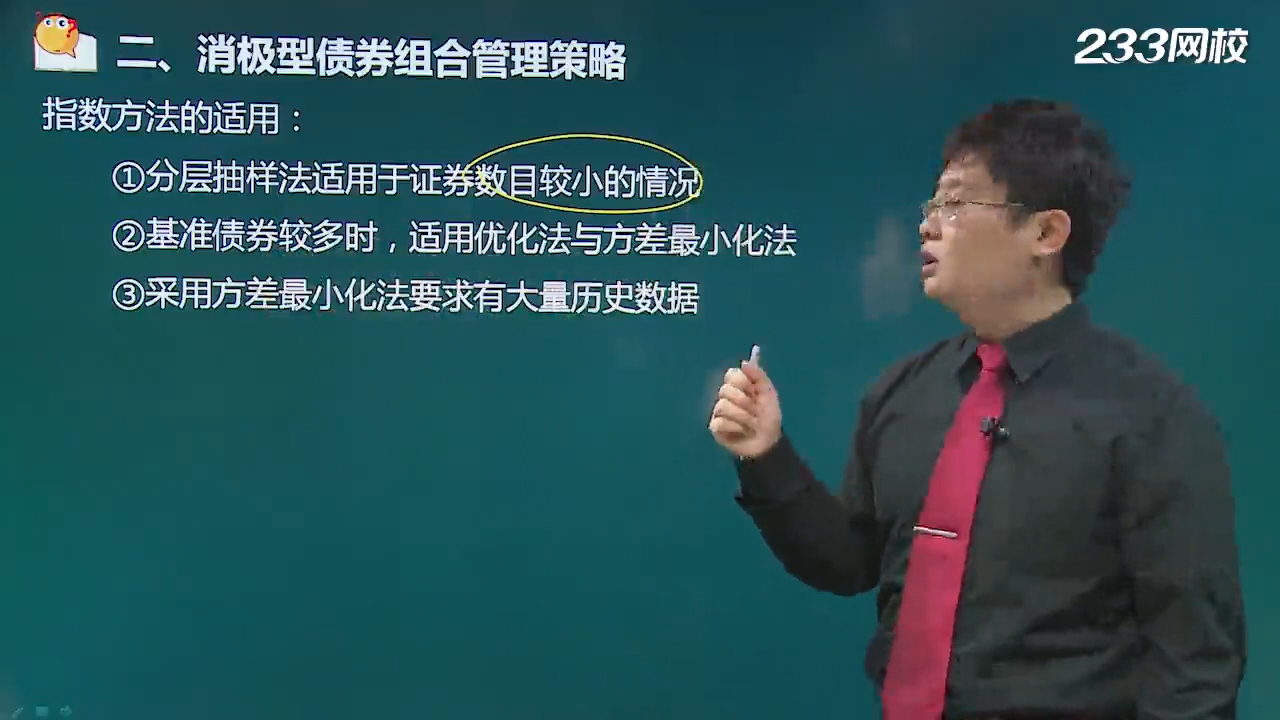 二、消极型债券组合管理策略
233网校
指数方法的适用：
①分层抽样法适用于证券数目较小的情况
②基准债券较多时，适用优化法与方差最小化法
③采用方差最小化法要求有大量历史数据